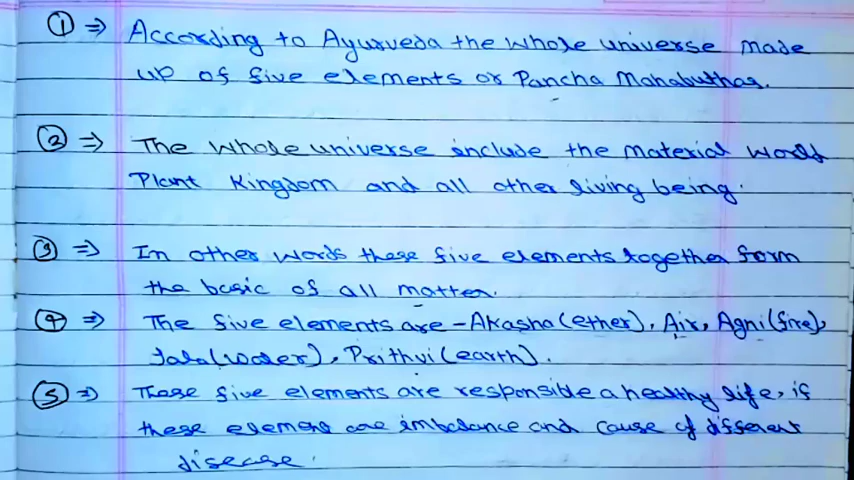 ① ⇒ According to Ayurveda the whole universe made
up of five elements or Pancha Mahabuthas.
② ⇒ The whole universe include the material world
Plant Kingdom and all other living being.
③ ⇒ In other words these five elements together form
the basic of all matter.
④ ⇒ The five elements are - Akasha (ether), Air, Agni (fire),
Jala (water), Prithvi (earth).
⑤ ⇒ These five elements are responsible a healthy life, if
these element are imbalance and cause of different
disease.